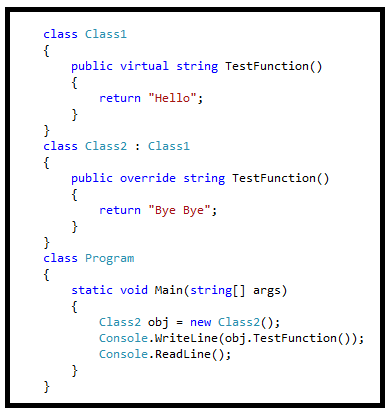 class Class1
{
    public virtual string TestFunction()
    {
        return "Hello";
    }
}
class Class2 : Class1
{
    public override string TestFunction()
    {
        return "Bye Bye";
    }
}
class Program
{
    static void Main(string[] args)
    {
        Class2 obj = new Class2();
        Console.WriteLine(obj.TestFunction());
        Console.ReadLine();
    }
}